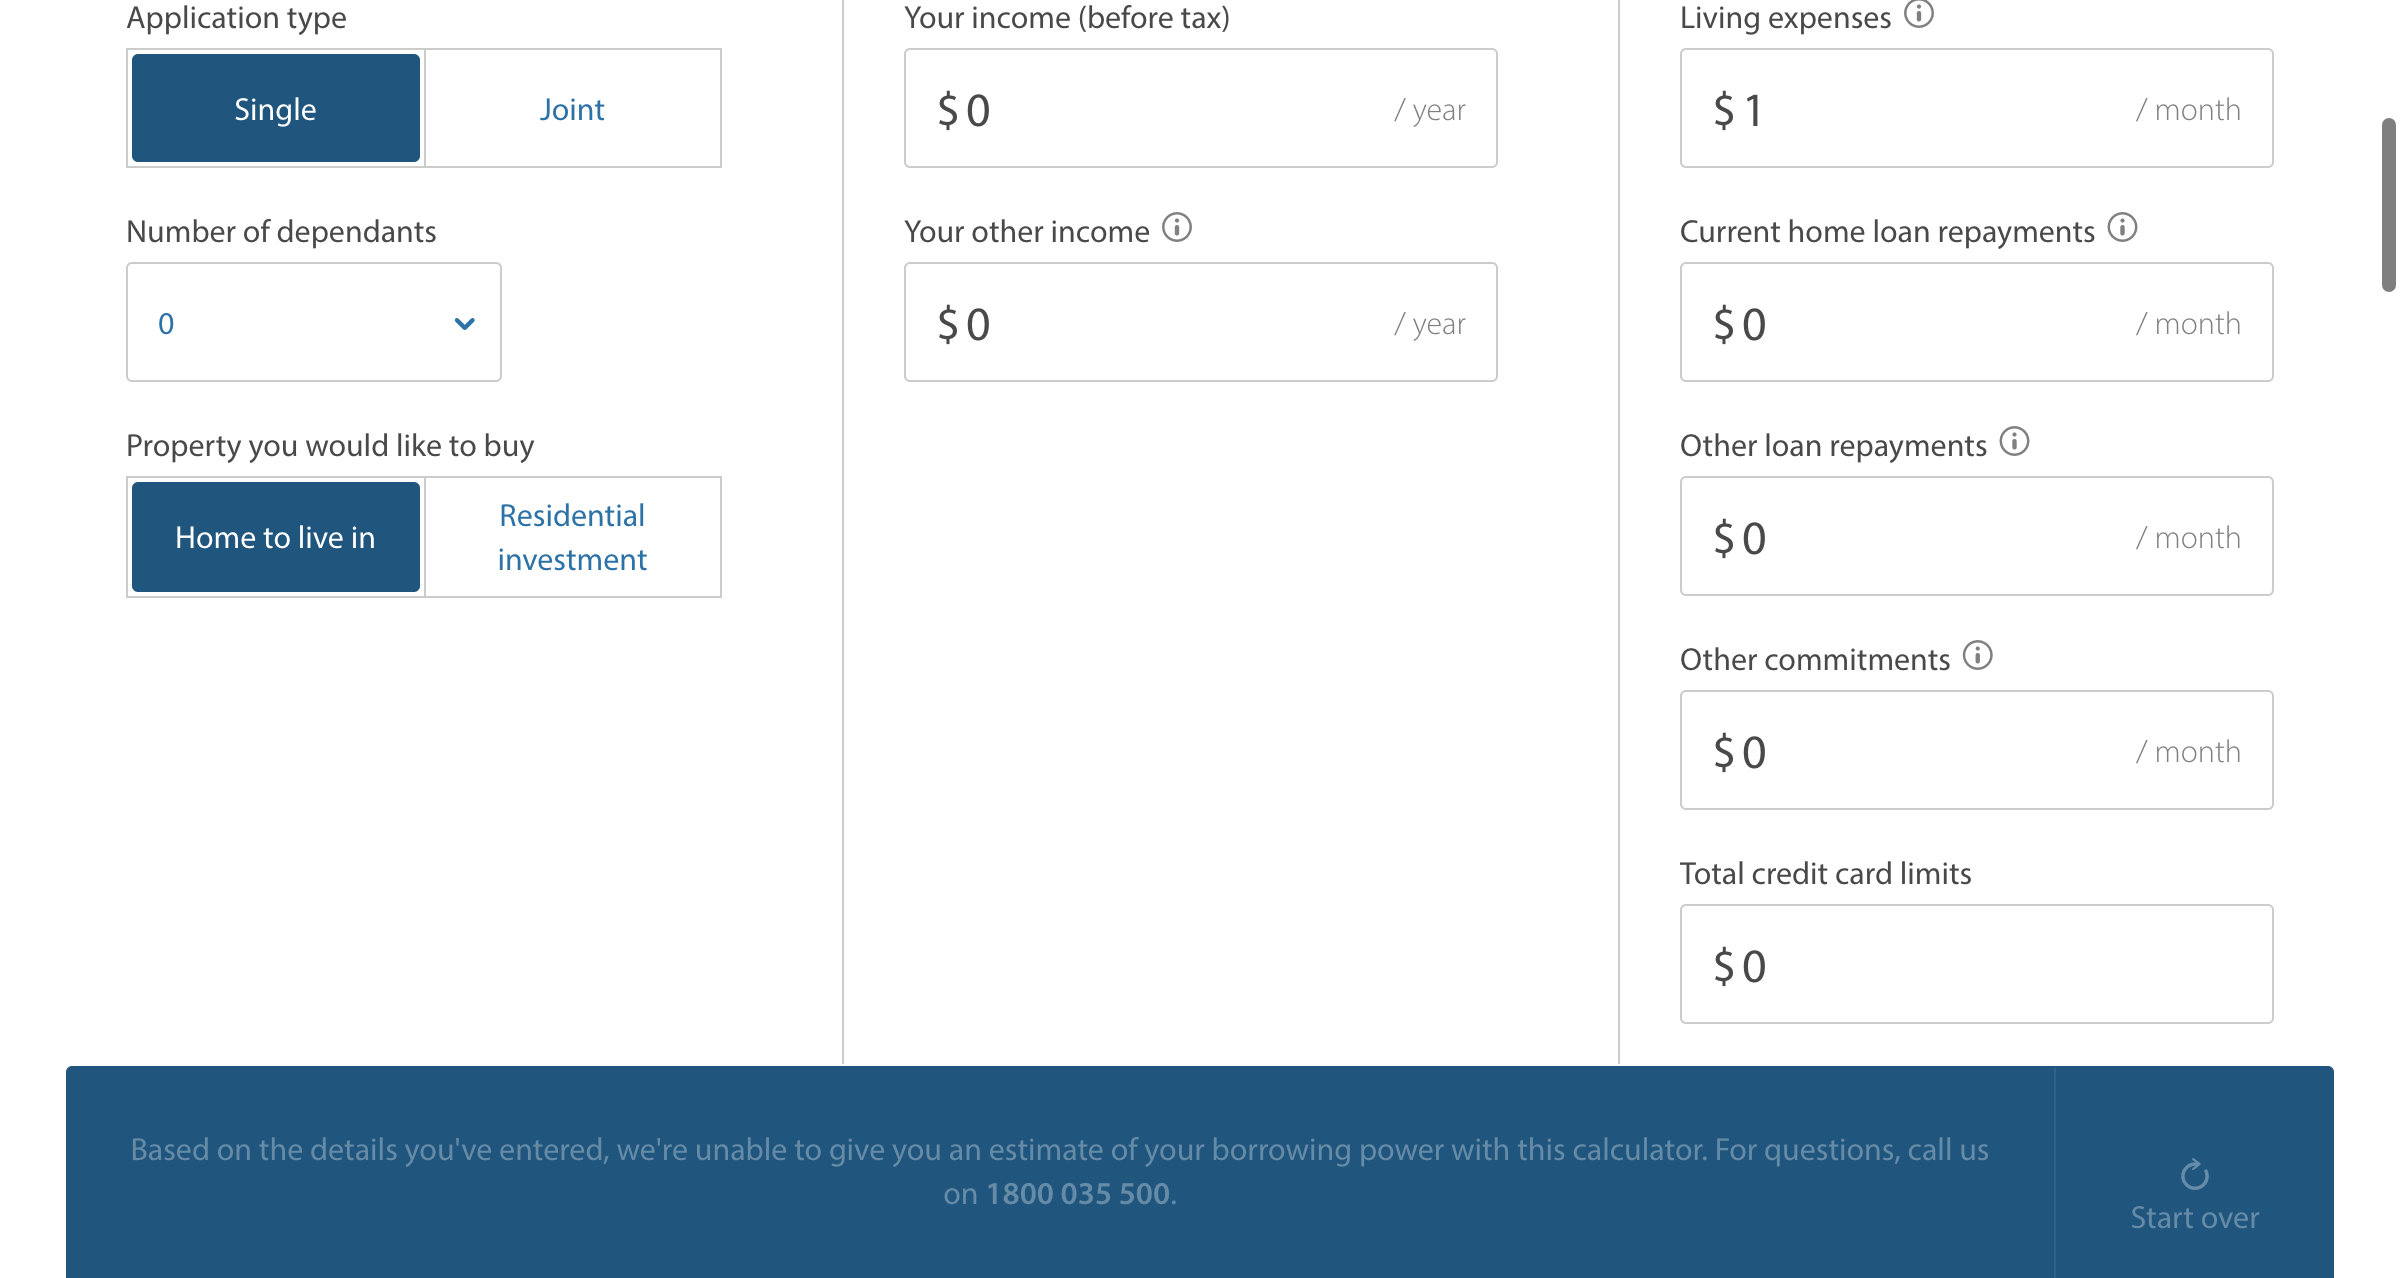 Application type
Single
Joint
Number of dependants
0
Property you would like to buy
Home to live in
Residential
investment
Your income (before tax)
$ 0
/ year
Your other income
$ 0
/ year
Living expenses
$ 1
/ month
Current home loan repayments
$ 0
/ month
Other loan repayments
$ 0
/ month
Other commitments
$ 0
/ month
Total credit card limits
$ 0
Based on the details you've entered, we're unable to give you an estimate of your borrowing power with this calculator. For questions, call us
on 1800 035 500.
Start over